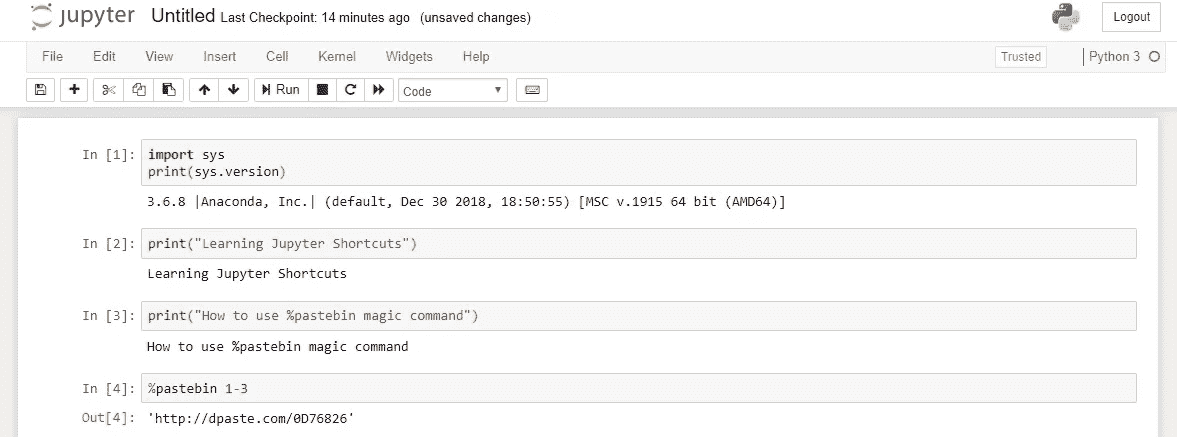 jupyter Untitled Last Checkpoint: 14 minutes ago (unsaved changes) Logout
File Edit View Insert Cell Kernel Widgets Help Trusted Python 3
Run Code
In [1]: import sys
print(sys.version)
3.6.8 |Anaconda, Inc.| (default, Dec 30 2018, 18:50:55) [MSC v.1915 64 bit (AMD64)]
In [2]: print("Learning Jupyter Shortcuts")
Learning Jupyter Shortcuts
In [3]: print("How to use %pastebin magic command")
How to use %pastebin magic command
In [4]: %pastebin 1-3
Out[4]: 'http://dpaste.com/0D76826'